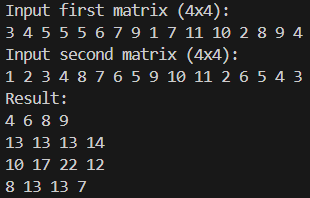 Input first matrix (4x4):
3 4 5 5 5 6 7 9 1 7 11 10 2 8 9 4
Input second matrix (4x4):
1 2 3 4 8 7 6 5 9 10 11 2 6 5 4 3
Result:
4 6 8 9
13 13 13 14
10 17 22 12
8 13 13 7